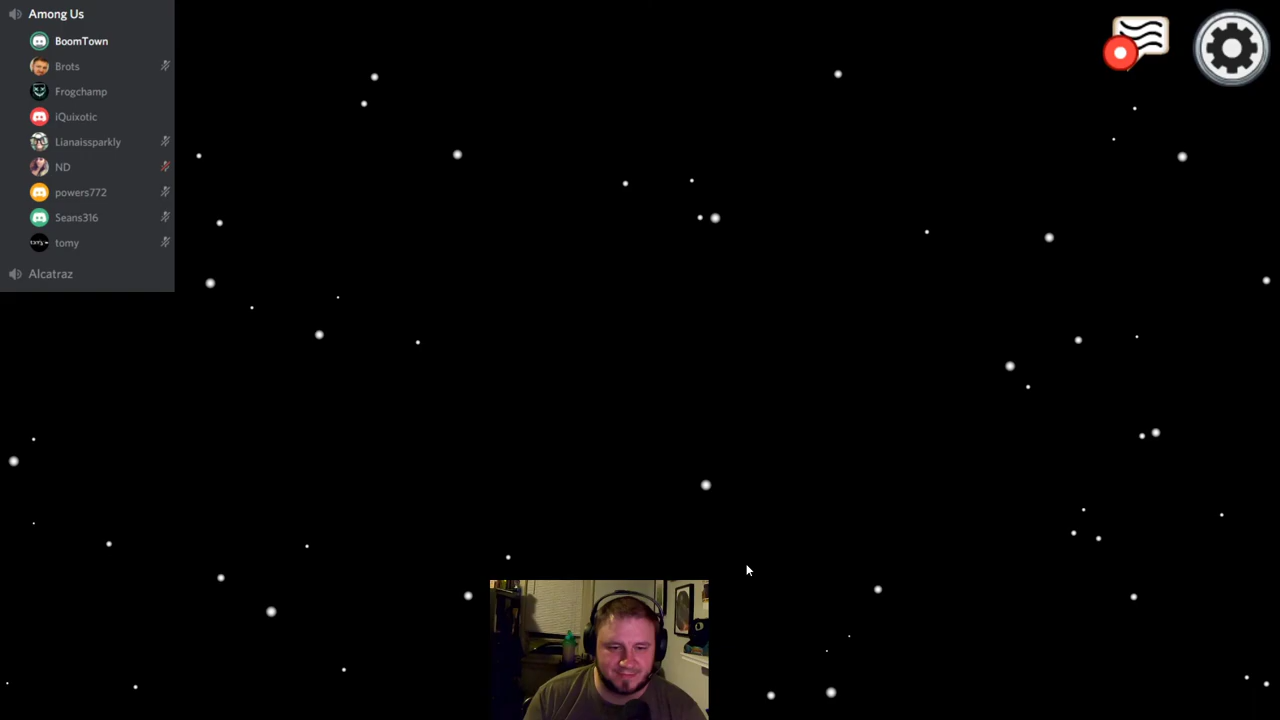 Among Us
BoomTown
Brots
Frogchamp
iQuixotic
Lianaissparkly
ND
powers772
Seans316
tomy
Alcatraz